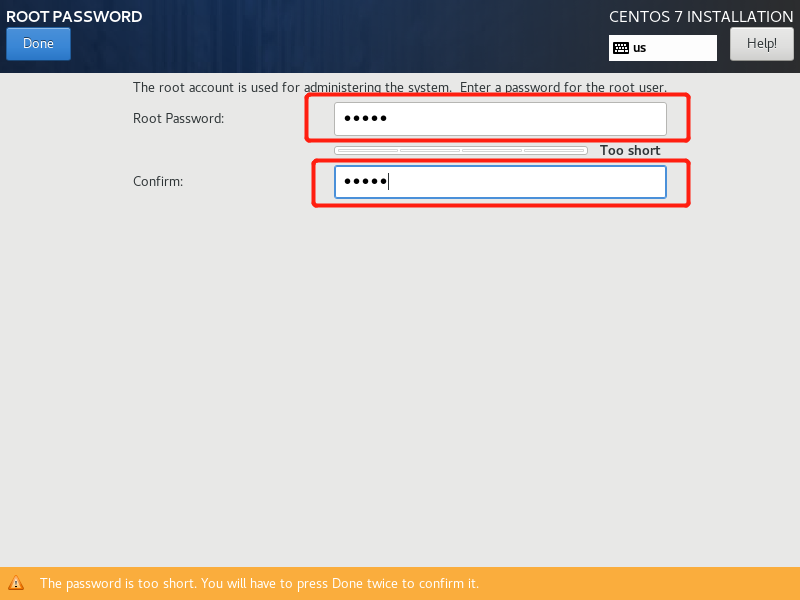 ROOT PASSWORD
CENTOS 7 INSTALLATION
Done
us
Help!
The root account is used for administering the system.  Enter a password for the root user.
Root Password:
●●●●●
Too short
Confirm:
●●●●●
The password is too short. You will have to press Done twice to confirm it.